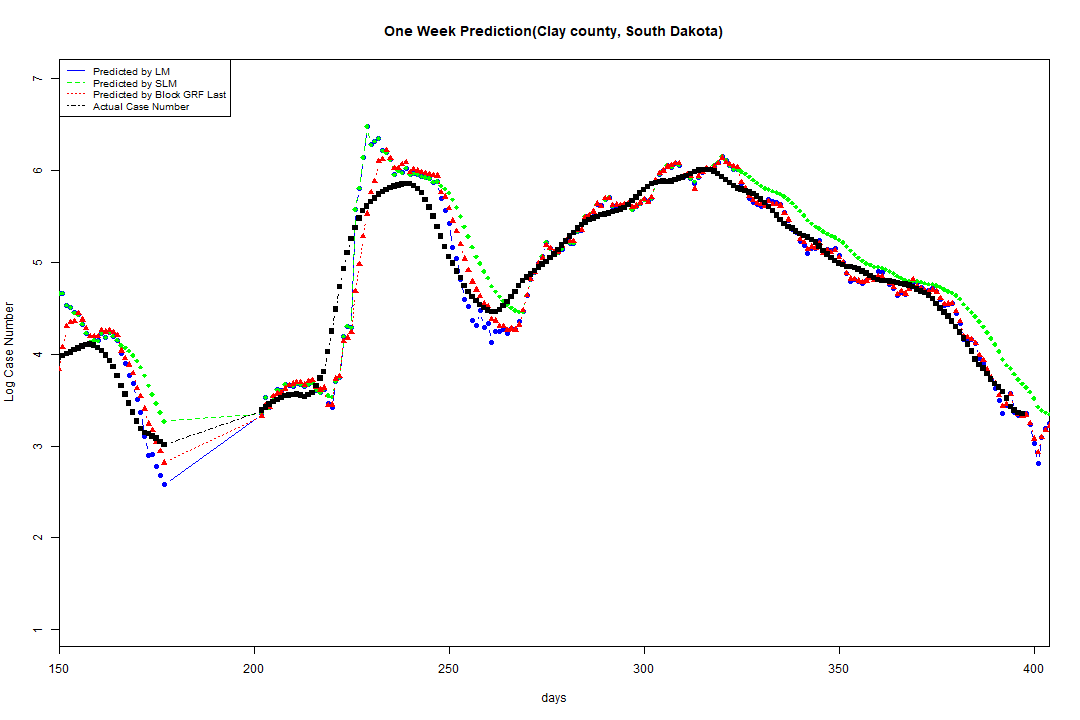 One Week Prediction(Clay county, South Dakota)
Predicted by LM
Predicted by SLM
Predicted by Block GRF Last
Actual Case Number
7
6
5
4
3
2
1
Log Case Number
150 200 250 300 350 400
days